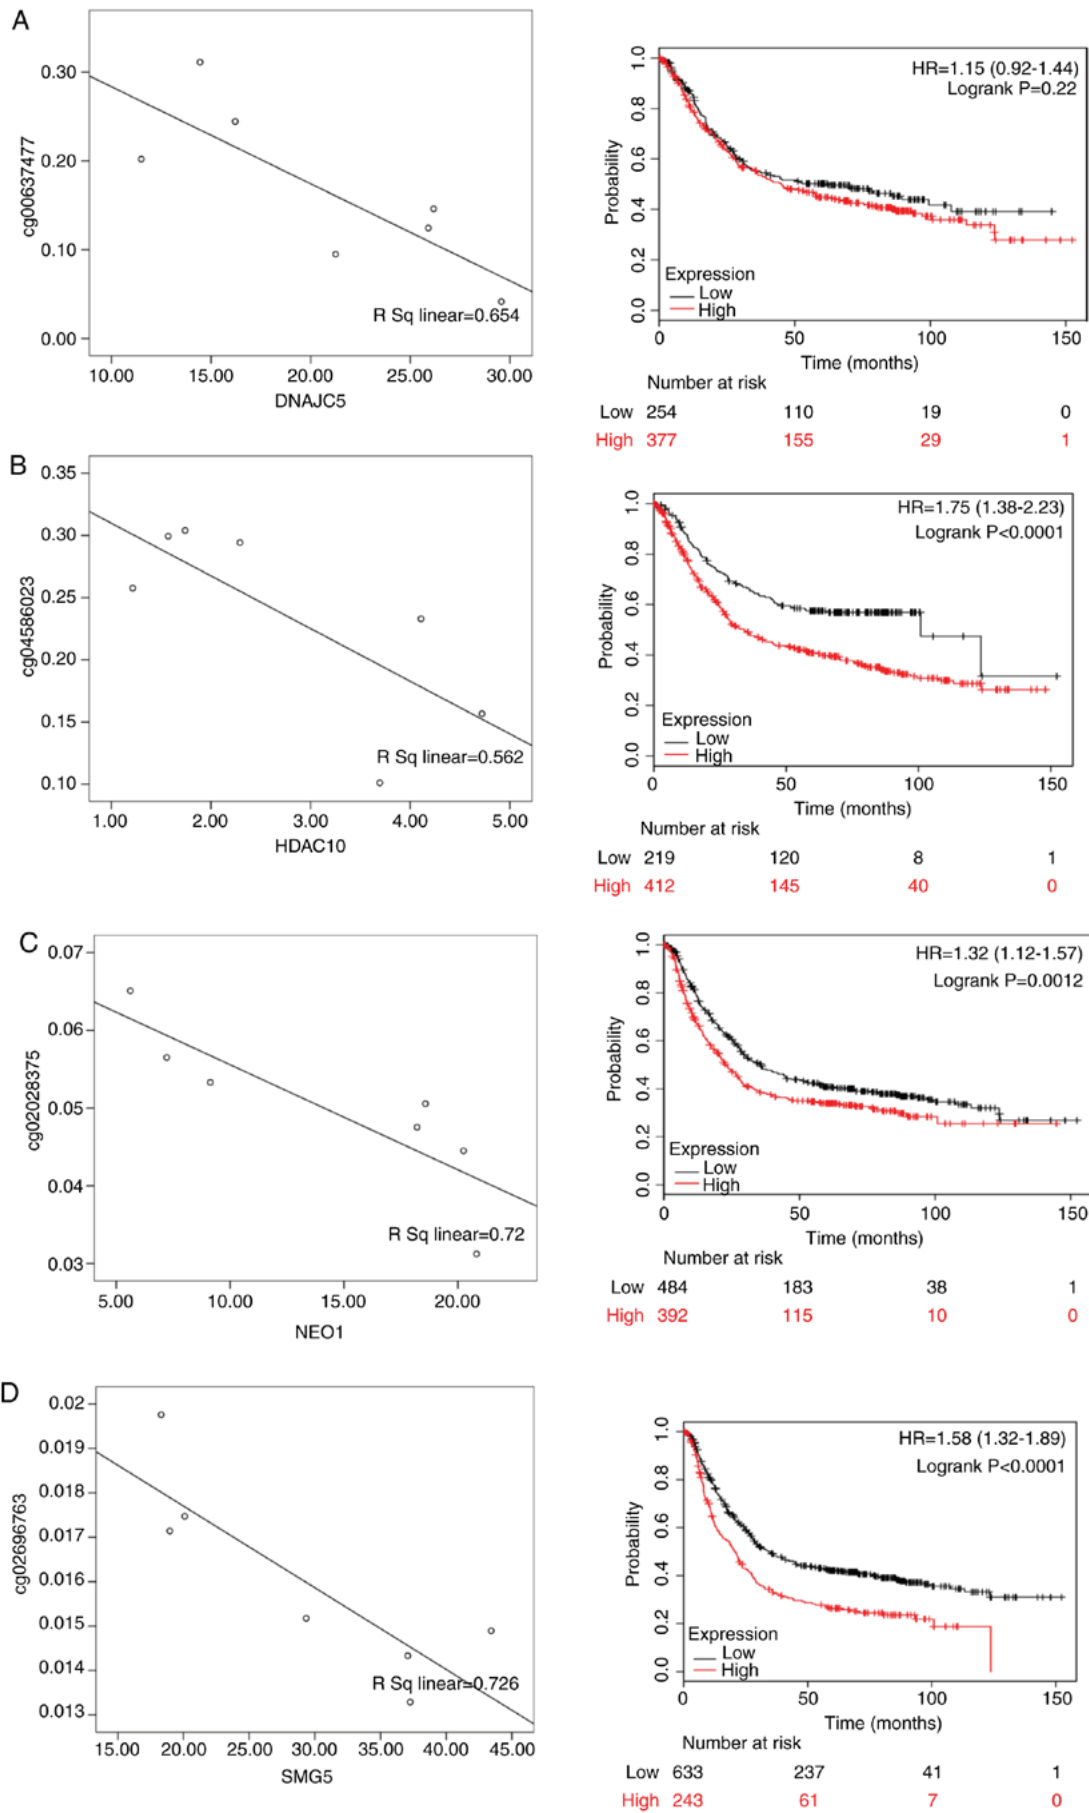 A
0.30
0.20
0.10
0.00
cg00637477
R Sq linear=0.654
10.00 15.00 20.00 25.00 30.00
DNAJC5
HR=1.15 (0.92-1.44)
Logrank P=0.22
1.0
0.8
0.6
0.4
0.2
0.0
Probability
Expression
Low
High
0 50 100 150
Time (months)
Number at risk
Low 254 110 19 0
High 377 155 29 1
B
0.35
0.30
0.25
0.20
0.15
0.10
cg04586023
R Sq linear=0.562
1.00 2.00 3.00 4.00 5.00
HDAC10
HR=1.75 (1.38-2.23)
Logrank P<0.0001
1.0
0.8
0.6
0.4
0.2
0.0
Probability
Expression
Low
High
0 50 100 150
Time (months)
Number at risk
Low 219 120 8 1
High 412 145 40 0
C
0.07
0.06
0.05
0.04
0.03
cg02028375
R Sq linear=0.72
5.00 10.00 15.00 20.00
NEO1
HR=1.32 (1.12-1.57)
Logrank P=0.0012
1.0
0.8
0.6
0.4
0.2
0.0
Probability
Expression
Low
High
0 50 100 150
Time (months)
Number at risk
Low 484 183 38 1
High 392 115 10 0
D
0.02
0.019
0.018
0.017
0.016
0.015
0.014
0.013
cg02696763
R Sq linear=0.726
15.00 20.00 25.00 30.00 35.00 40.00 45.00
SMG5
HR=1.58 (1.32-1.89)
Logrank P<0.0001
1.0
0.8
0.6
0.4
0.2
0.0
Probability
Expression
Low
High
0 50 100 150
Time (months)
Number at risk
Low 633 237 41 1
High 243 61 7 0